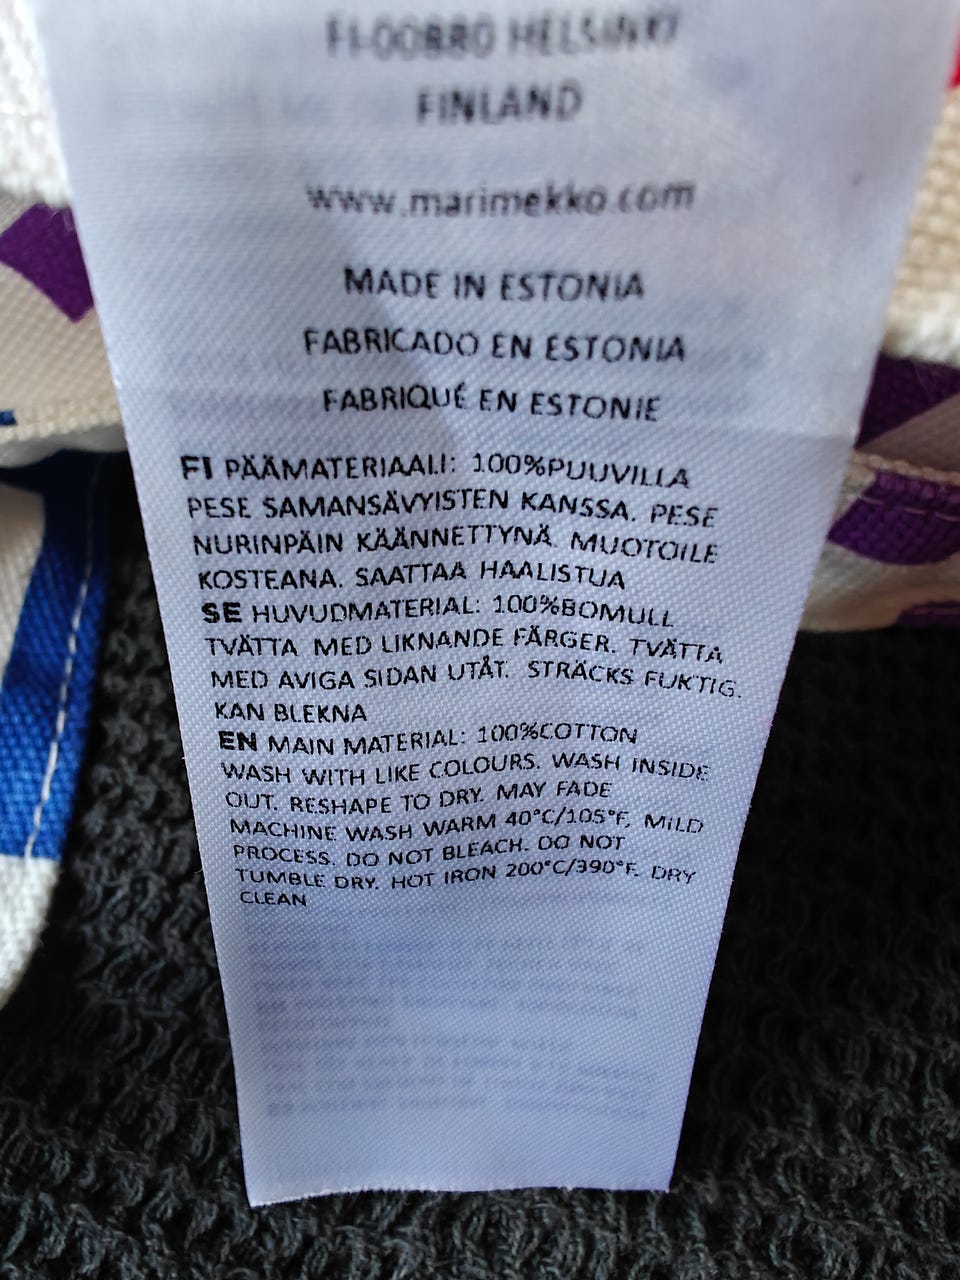 FI-00880 HELSINKI
FINLAND
www.marimekko.com
MADE IN ESTONIA
FABRICADO EN ESTONIA
FABRIQUÉ EN ESTONIE
FI PÄÄMATERIAALI: 100%PUUVILLA
PESE SAMANSÄVYISTEN KANSSA. PESE
NURINPÄIN KÄÄNNETTYNÄ. MUOTOILE
KOSTEANA. SAATTAA HAALISTUA
SE HUVUDMATERIAL: 100%BOMULL
TVÄTTA MED LIKNANDE FÄRGER. TVÄTTA
MED AVIGA SIDAN UTÅT. STRÄCKS FUKTIG.
KAN BLEKNA
EN MAIN MATERIAL: 100%COTTON
WASH WITH LIKE COLOURS. WASH INSIDE
OUT. RESHAPE TO DRY. MAY FADE
MACHINE WASH WARM 40°C/105°F, MILD
PROCESS. DO NOT BLEACH. DO NOT
TUMBLE DRY. HOT IRON 200°C/390°F. DRY
CLEAN